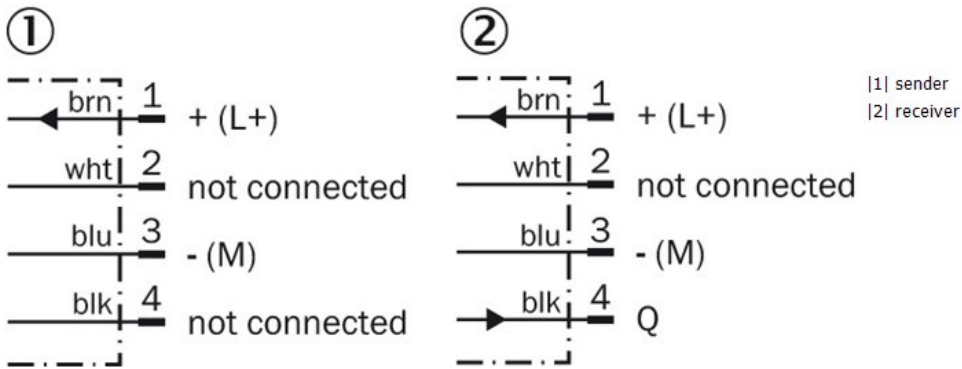 ① ②
|1| sender
|2| receiver
brn 1 + (L+)
wht 2 not connected
blu 3 - (M)
blk 4 not connected
brn 1 + (L+)
wht 2 not connected
blu 3 - (M)
blk 4 Q